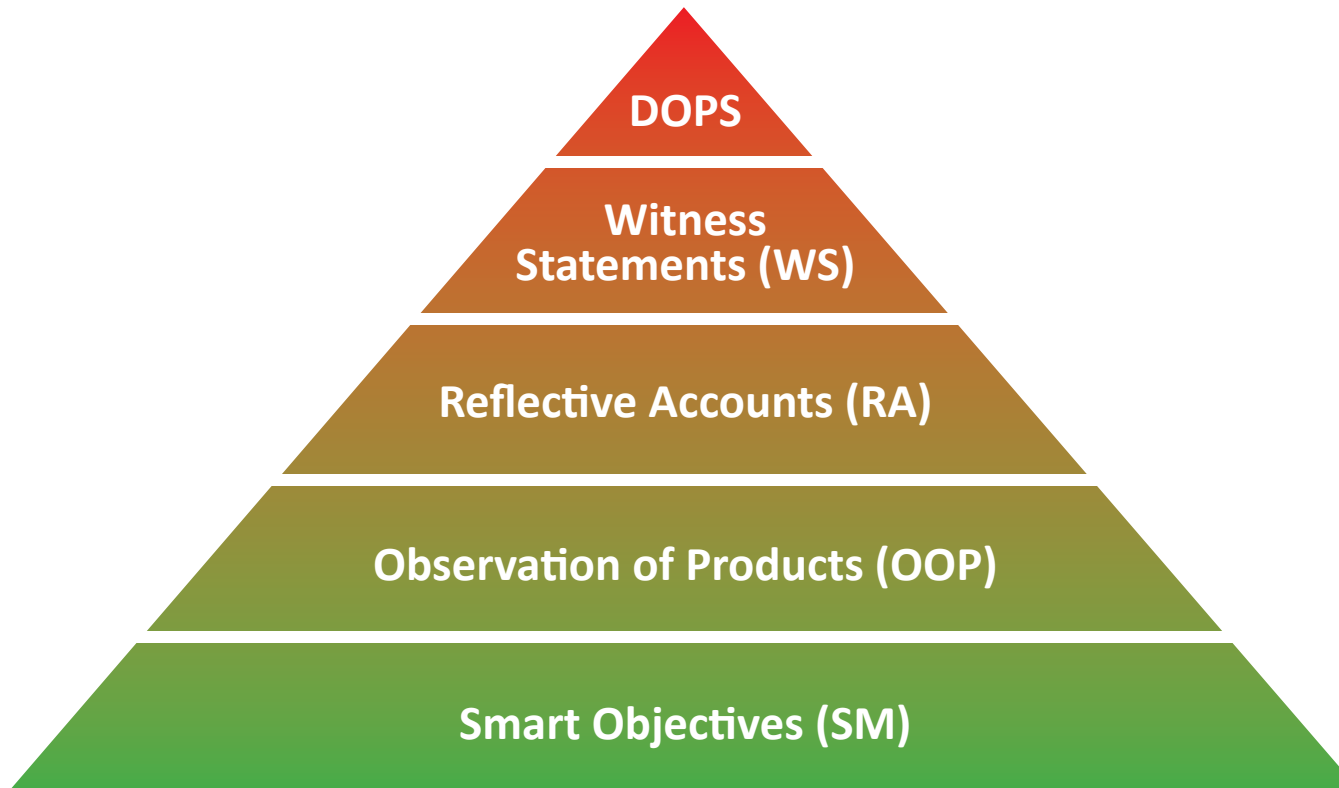 DOPS
Witness
Statements (WS)
Reflective Accounts (RA)
Observation of Products (OOP)
Smart Objectives (SM)